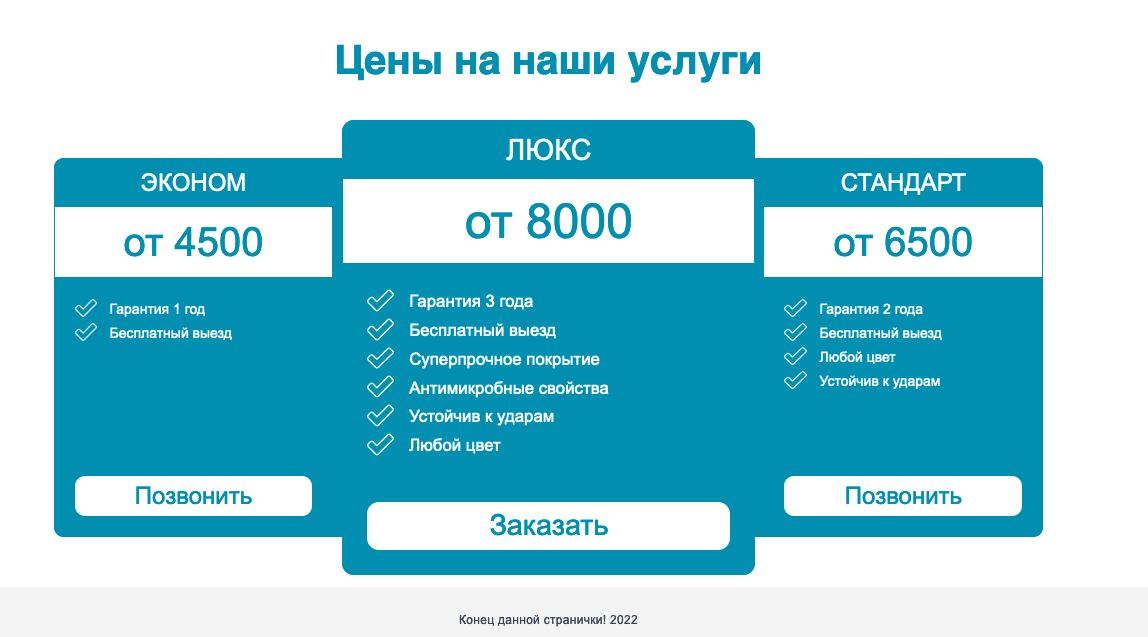 Цены на наши услуги
ЭКОНОМ
от 4500
Гарантия 1 год
Бесплатный выезд
Позвонить
ЛЮКС
от 8000
Гарантия 3 года
Бесплатный выезд
Суперпрочное покрытие
Антимикробные свойства
Устойчив к ударам
Любой цвет
Заказать
СТАНДАРТ
от 6500
Гарантия 2 года
Бесплатный выезд
Любой цвет
Устойчив к ударам
Позвонить
Конец данной странички! 2022